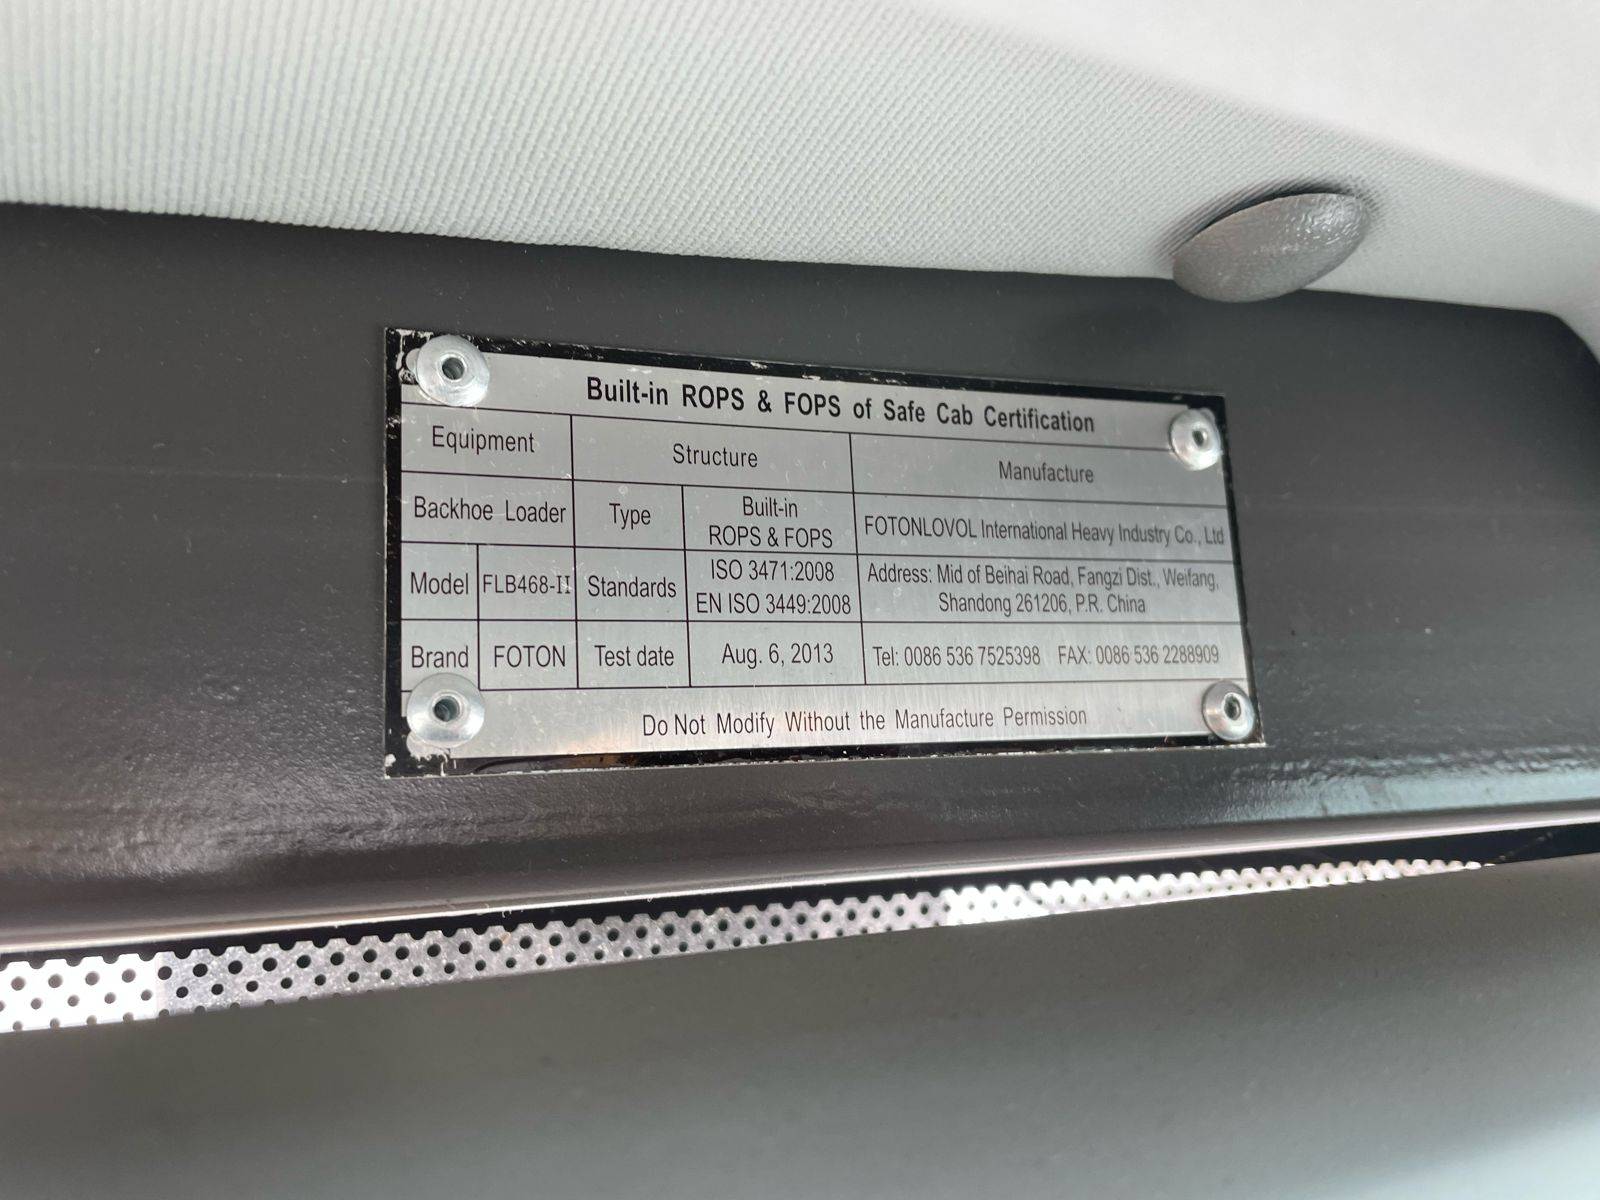 Built-in ROPS & FOPS of Safe Cab Certification
Equipment
Structure
Manufacture
Backhoe Loader
Type
Built-in
ROPS & FOPS
FOTONLOVOL International Heavy Industry Co., Ltd
Model
FLB468-II
Standards
ISO 3471:2008
EN ISO 3449:2008
Address: Mid of Beihai Road, Fangzi Dist., Weifang,
Shandong 261206, P.R. China
Brand
FOTON
Test date
Aug. 6, 2013
Tel: 0086 536 7525398 FAX: 0086 536 2288909
Do Not Modify Without the Manufacture Permission